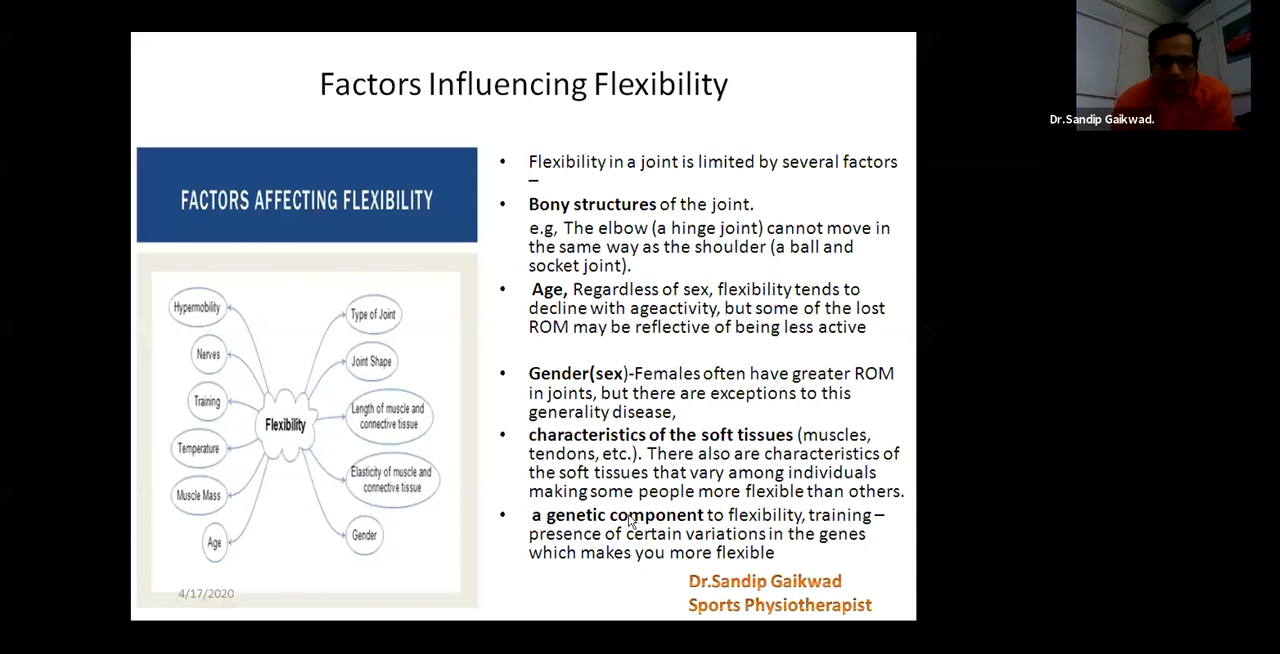 Factors Influencing Flexibility
Dr.Sandip Gaikwad.
FACTORS AFFECTING FLEXIBILITY
Hypermobility
Nerves
Training
Temperature
Muscle Mass
Age
Flexibility
Type of Joint
Joint Shape
Length of muscle and
connective tissue
Elasticity of muscle and
connective tissue
Gender
4/17/2020
• Flexibility in a joint is limited by several factors
–
• Bony structures of the joint.
e.g, The elbow (a hinge joint) cannot move in
the same way as the shoulder (a ball and
socket joint).
• Age, Regardless of sex, flexibility tends to
decline with ageactivity, but some of the lost
ROM may be reflective of being less active
• Gender(sex)-Females often have greater ROM
in joints, but there are exceptions to this
generality disease,
• characteristics of the soft tissues (muscles,
tendons, etc.). There also are characteristics of
the soft tissues that vary among individuals
making some people more flexible than others.
• a genetic component to flexibility, training –
presence of certain variations in the genes
which makes you more flexible
Dr.Sandip Gaikwad
Sports Physiotherapist